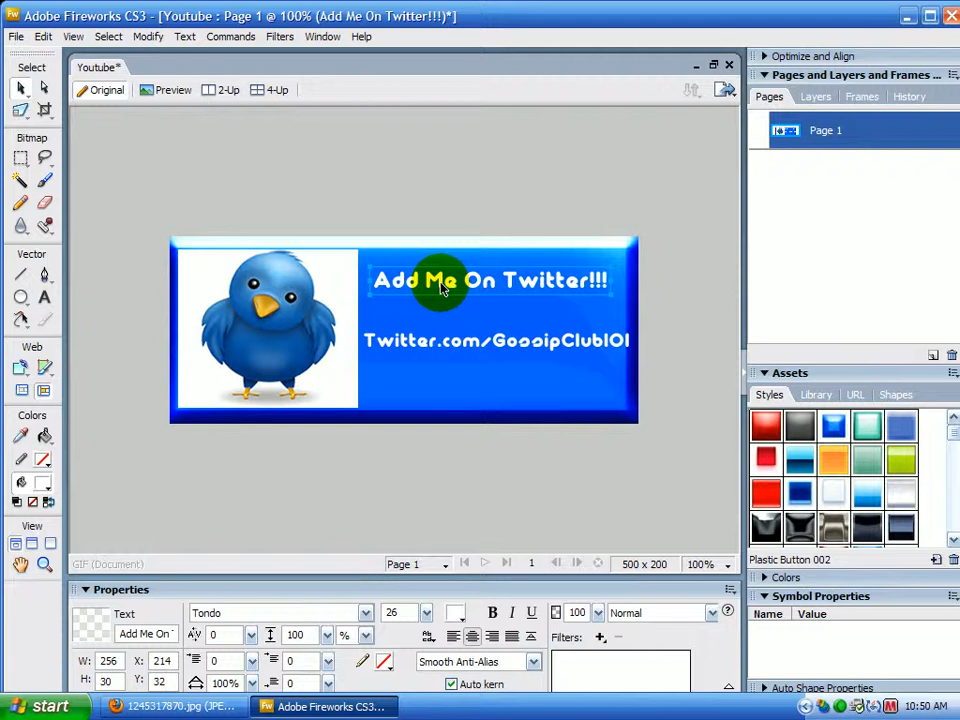 Adobe Fireworks CS3 - [Youtube : Page 1 @ 100% (Add Me On Twitter!!!)*]
File Edit View Select Modify Text Commands Filters Window Help
Select
Youtube*
Original Preview 2-Up 4-Up
Bitmap
Vector
Web
Colors
View
Add Me On Twitter!!!
Twitter.com/GossipClub101
GIF (Document)
Page 1 1 500 x 200 100%
Optimize and Align
Pages and Layers and Frames ...
Pages Layers Frames History
Page 1
Assets
Styles Library URL Shapes
Plastic Button 002
Colors
Symbol Properties
Name Value
Auto Shape Properties
Properties
Text Tondo 26 B I U 100 Normal
Add Me On T 0 100 % Filters:
W: 256 X: 214 0 0 Smooth Anti-Alias
H: 30 Y: 32 100% 0 Auto kern
start 1245317870.jpg (JPE... Adobe Fireworks CS3... 10:50 AM